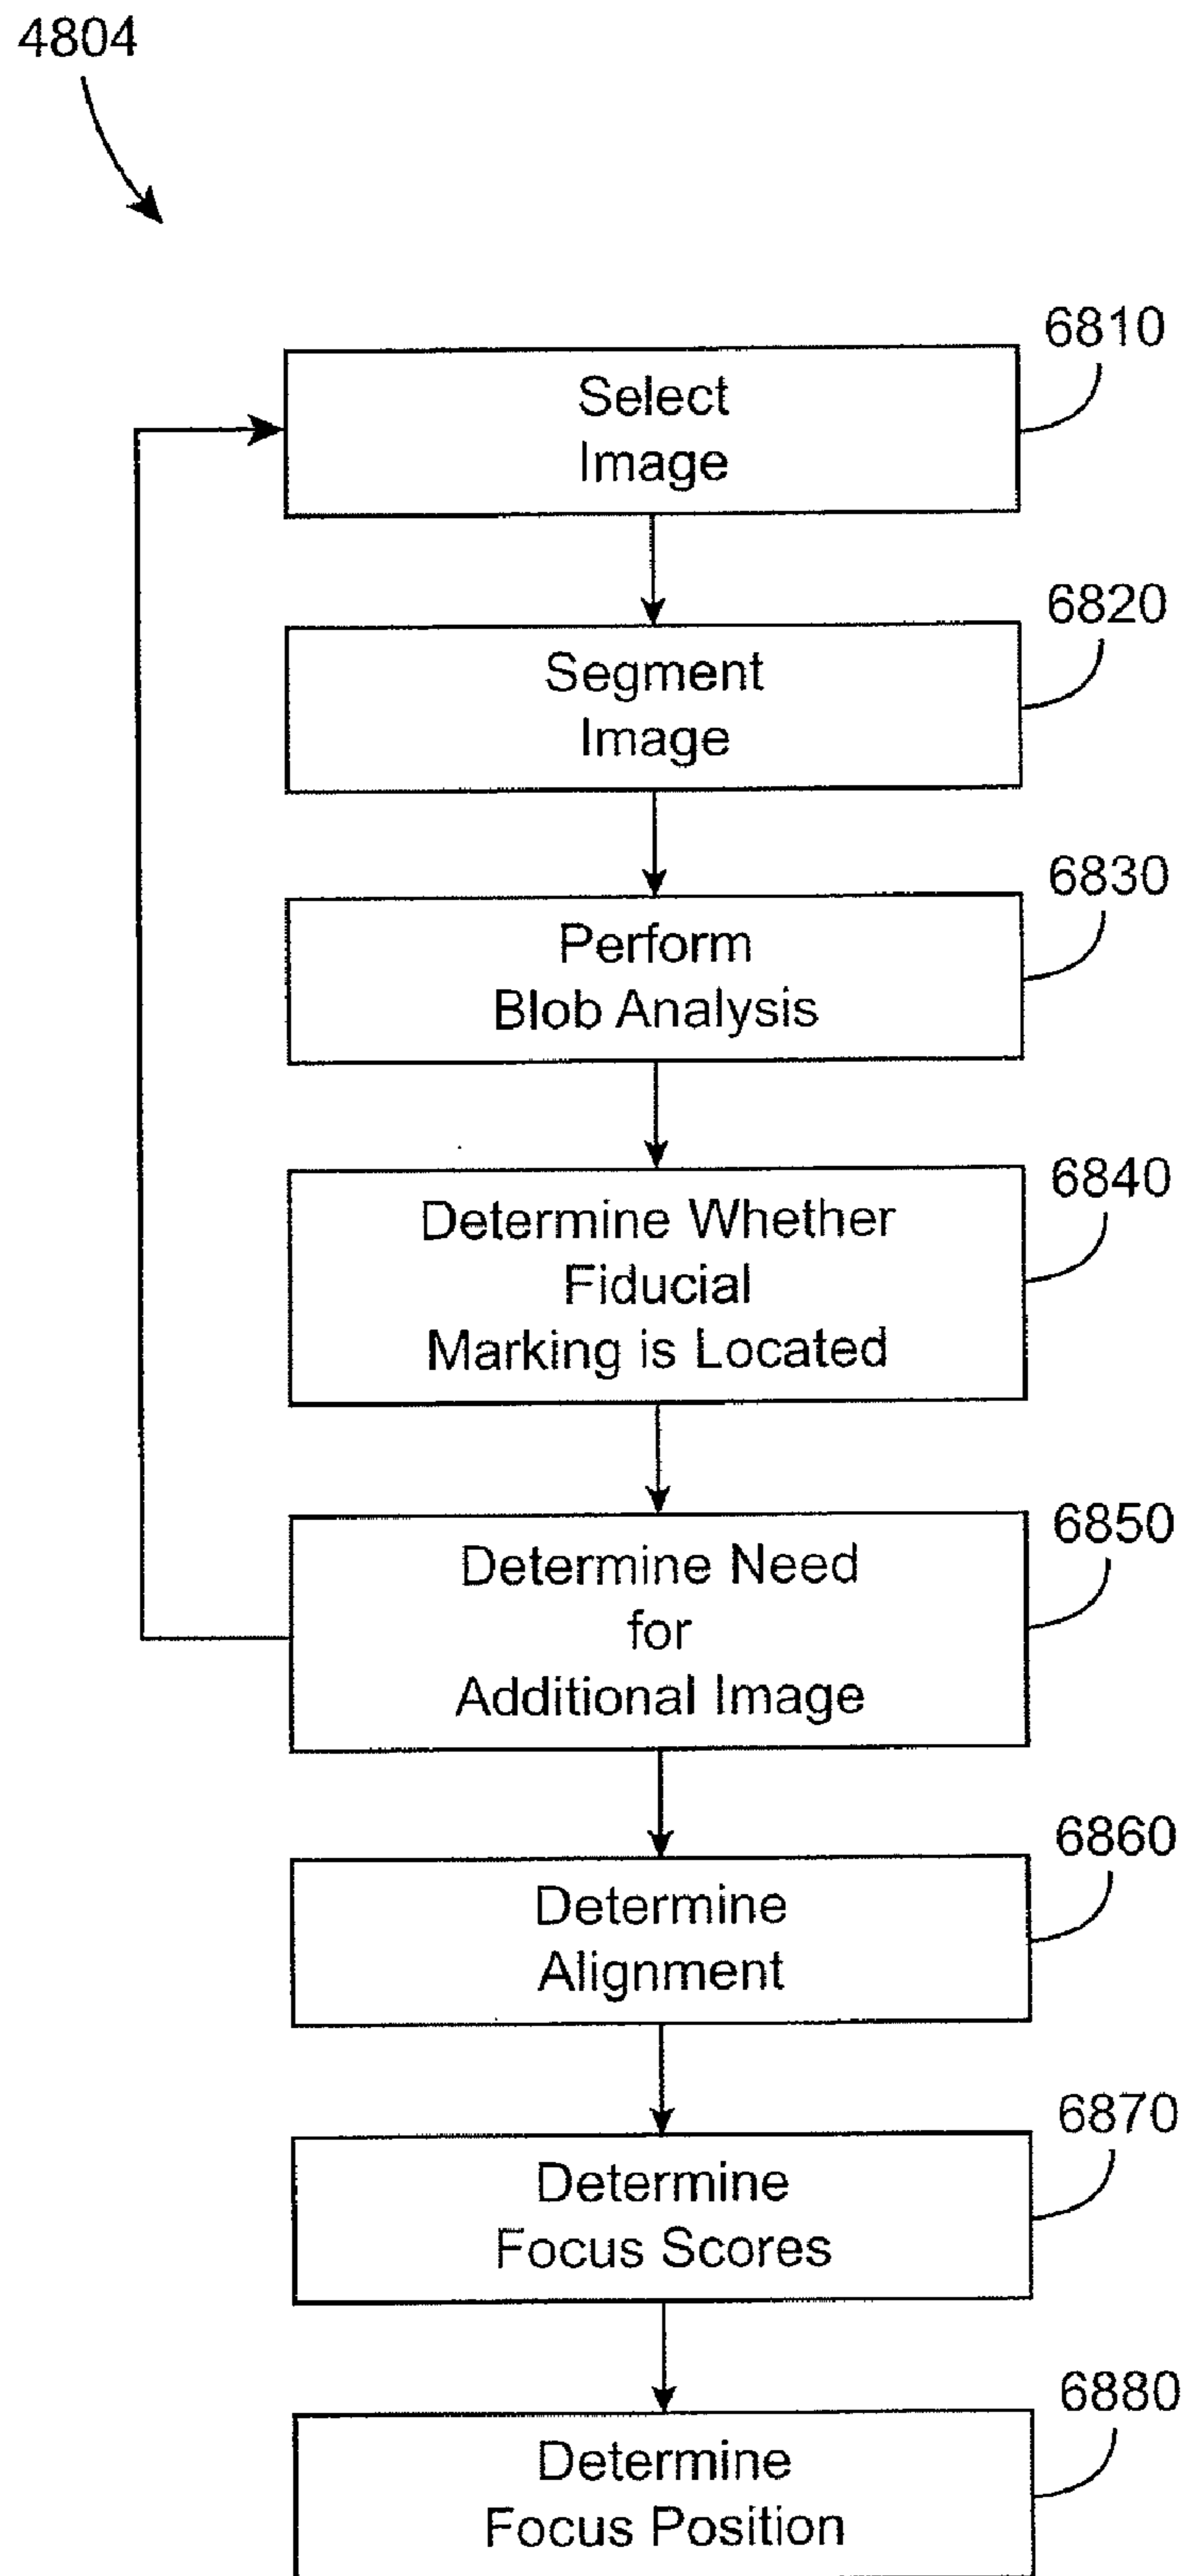 4804
6810
Select
Image
6820
Segment
Image
6830
Perform
Blob Analysis
6840
Determine Whether
Fiducial
Marking is Located
6850
Determine Need
for
Additional Image
6860
Determine
Alignment
6870
Determine
Focus Scores
6880
Determine
Focus Position